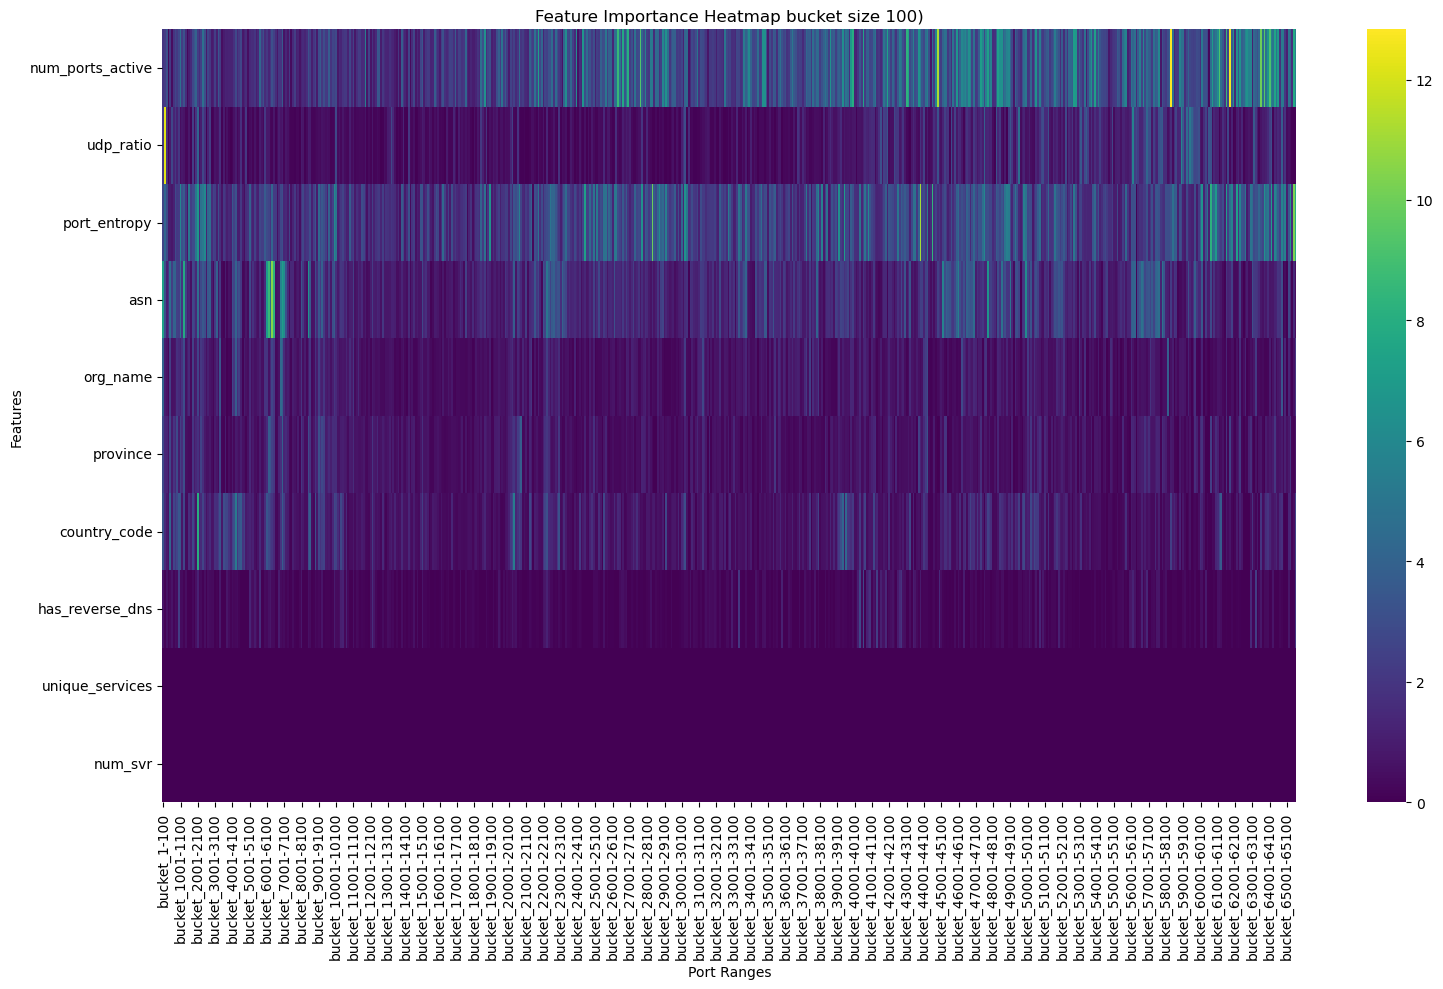 Feature Importance Heatmap bucket size 100)
Features
num_ports_active
udp_ratio
port_entropy
asn
org_name
province
country_code
has_reverse_dns
unique_services
num_svr
12
10
8
6
4
2
0
bucket_1-100
bucket_1001-1100
bucket_2001-2100
bucket_3001-3100
bucket_4001-4100
bucket_5001-5100
bucket_6001-6100
bucket_7001-7100
bucket_8001-8100
bucket_9001-9100
bucket_10001-10100
bucket_11001-11100
bucket_12001-12100
bucket_13001-13100
bucket_14001-14100
bucket_15001-15100
bucket_16001-16100
bucket_17001-17100
bucket_18001-18100
bucket_19001-19100
bucket_20001-20100
bucket_21001-21100
bucket_22001-22100
bucket_23001-23100
bucket_24001-24100
bucket_25001-25100
bucket_26001-26100
bucket_27001-27100
bucket_28001-28100
bucket_29001-29100
bucket_30001-30100
bucket_31001-31100
bucket_32001-32100
bucket_33001-33100
bucket_34001-34100
bucket_35001-35100
bucket_36001-36100
bucket_37001-37100
bucket_38001-38100
bucket_39001-39100
bucket_40001-40100
bucket_41001-41100
bucket_42001-42100
bucket_43001-43100
bucket_44001-44100
bucket_45001-45100
bucket_46001-46100
bucket_47001-47100
bucket_48001-48100
bucket_49001-49100
bucket_50001-50100
bucket_51001-51100
bucket_52001-52100
bucket_53001-53100
bucket_54001-54100
bucket_55001-55100
bucket_56001-56100
bucket_57001-57100
bucket_58001-58100
bucket_59001-59100
bucket_60001-60100
bucket_61001-61100
bucket_62001-62100
bucket_63001-63100
bucket_64001-64100
bucket_65001-65100
Port Ranges